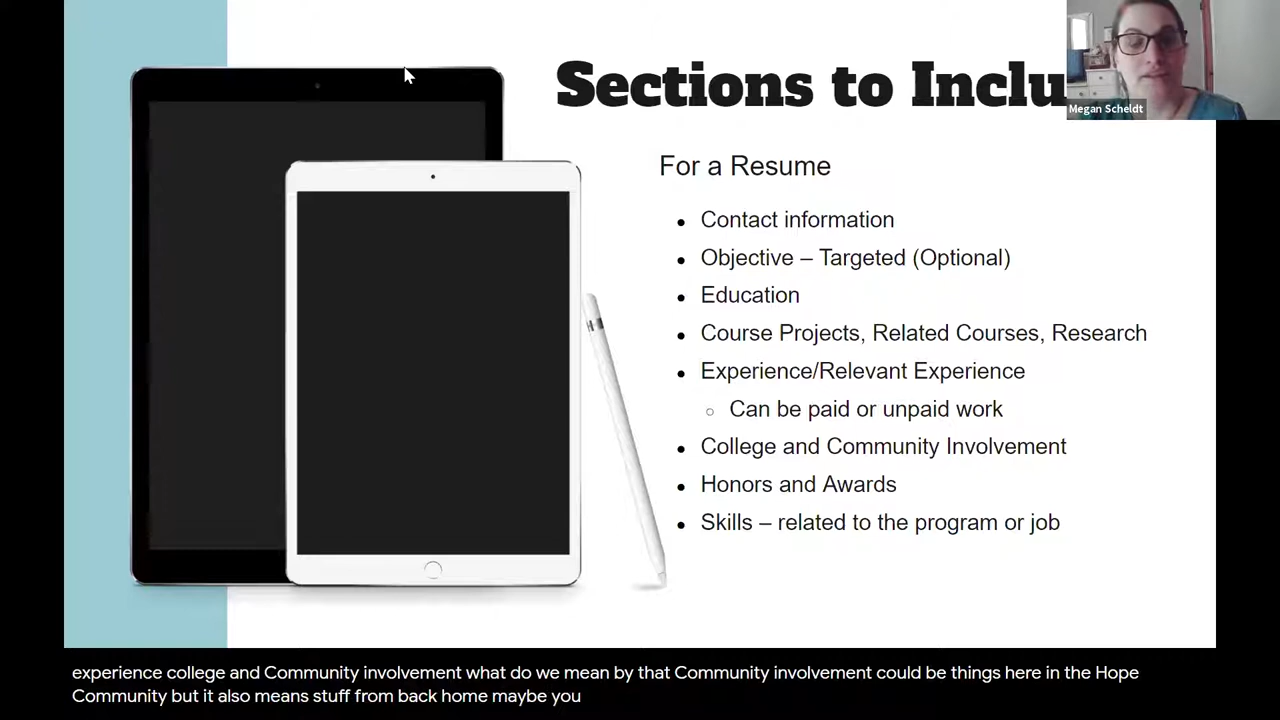 Sections to Inclu
Megan Scheldt
For a Resume
Contact information
Objective – Targeted (Optional)
Education
Course Projects, Related Courses, Research
Experience/Relevant Experience
Can be paid or unpaid work
College and Community Involvement
Honors and Awards
Skills – related to the program or job
experience college and Community involvement what do we mean by that Community involvement could be things here in the Hope
Community but it also means stuff from back home maybe you